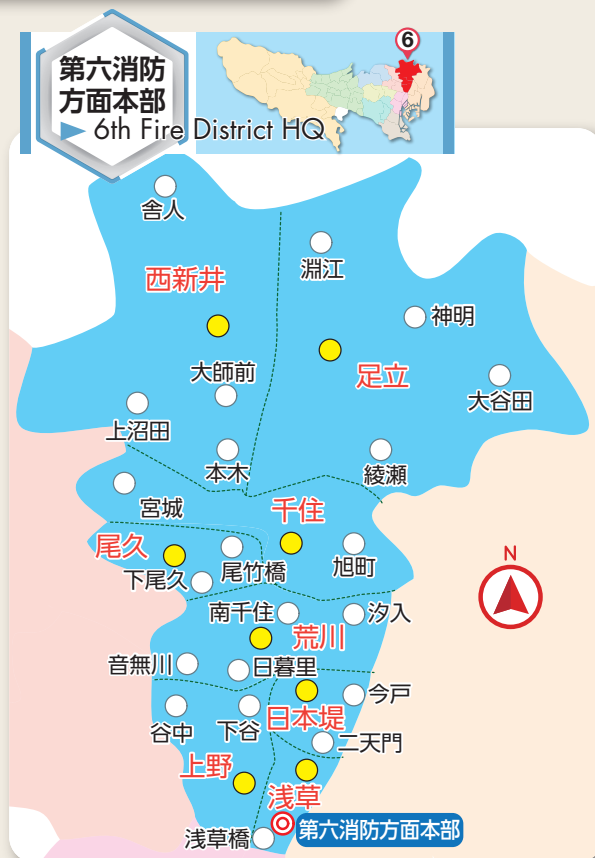 第六消防
方面本部
6th Fire District HQ
6
舎人
淵江
西新井
神明
足立
大師前
大谷田
上沼田
本木
綾瀬
宮城
千住
尾久
尾竹橋
旭町
下尾久
N
南千住
汐入
荒川
音無川
日暮里
今戸
日本堤
谷中
下谷
二天門
上野
浅草
第六消防方面本部
浅草橋